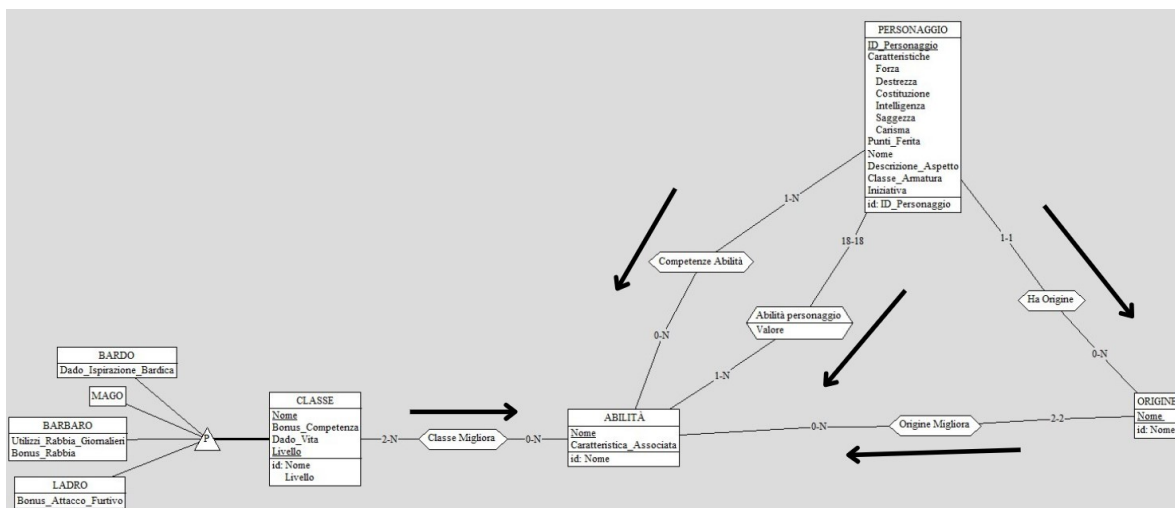 PERSONAGGIO
ID_Personaggio
Caratteristiche
Forza
Destrezza
Costituzione
Intelligenza
Saggezza
Carisma
Punti_Ferita
Nome
Descrizione_Aspetto
Classe_Armatura
Iniziativa
id: ID_Personaggio
1-N
18-18
1-1
Competenze Abilità
Abilità personaggio
Valore
Ha Origine
0-N
1-N
0-N
BARDO
Dado_Ispirazione_Bardica
MAGO
BARBARO
Utilizzi_Rabbia_Giornalieri
Bonus_Rabbia
LADRO
Bonus_Attacco_Furtivo
P
CLASSE
Nome
Bonus_Competenza
Dado_Vita
Livello
id: Nome
Livello
2-N
Classe Migliora
0-N
ABILITÀ
Nome
Caratteristica_Associata
id: Nome
0-N
Origine Migliora
2-2
ORIGINE
Nome
id: Nome